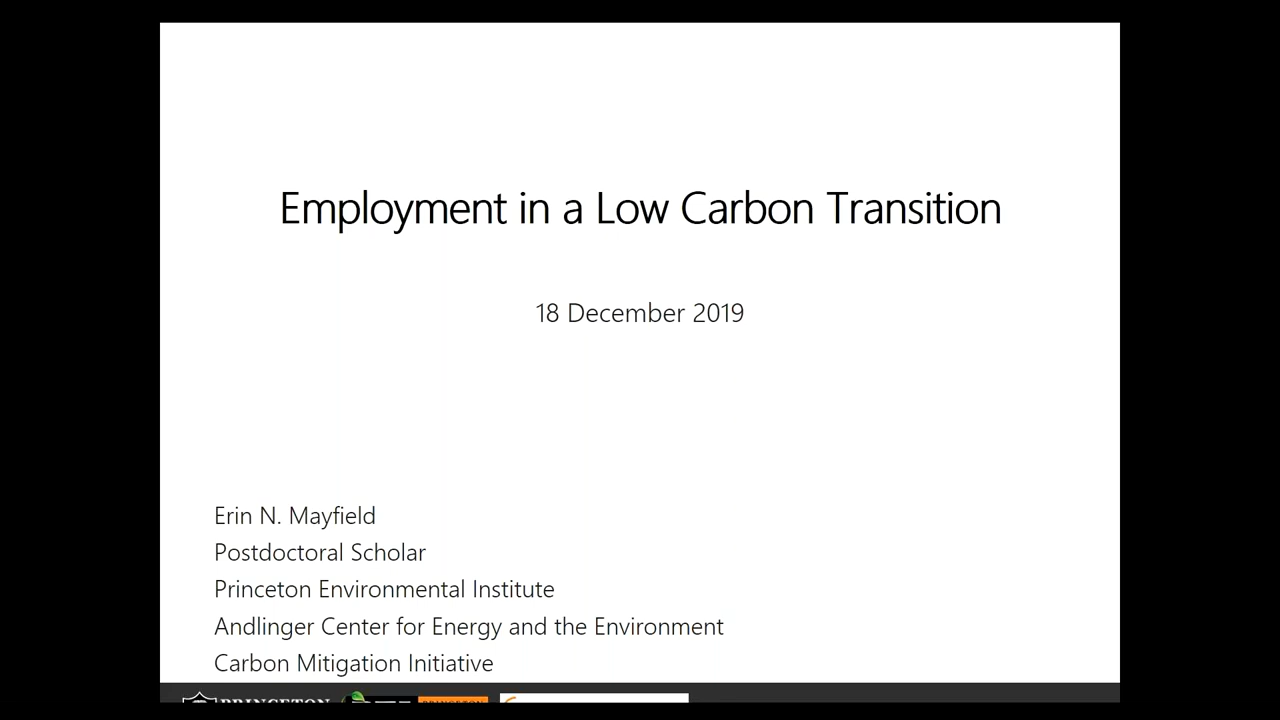 Employment in a Low Carbon Transition
18 December 2019
Erin N. Mayfield
Postdoctoral Scholar
Princeton Environmental Institute
Andlinger Center for Energy and the Environment
Carbon Mitigation Initiative
PRINCETON